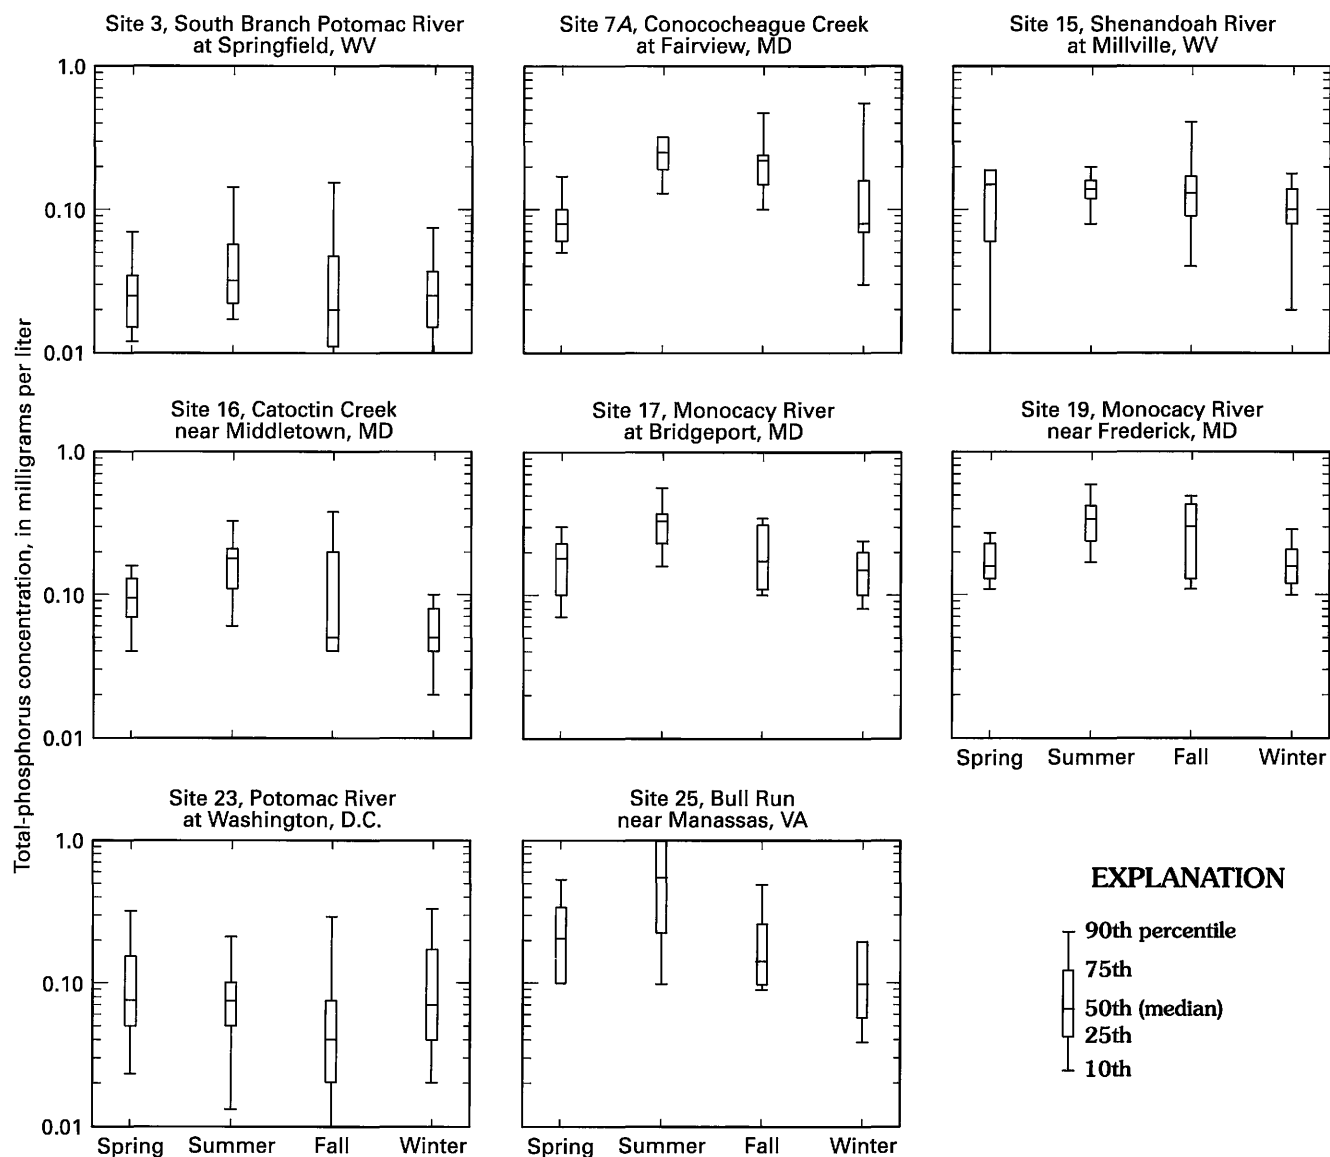 Site 3, South Branch Potomac River
at Springfield, WV
Site 7A, Conococheague Creek
at Fairview, MD
Site 15, Shenandoah River
at Millville, WV
1.0
0.10
0.01
Site 16, Catoctin Creek
near Middletown, MD
Site 17, Monocacy River
at Bridgeport, MD
Site 19, Monocacy River
near Frederick, MD
1.0
0.10
0.01
Spring Summer Fall Winter
Total-phosphorus concentration, in milligrams per liter
Site 23, Potomac River
at Washington, D.C.
Site 25, Bull Run
near Manassas, VA
1.0
0.10
0.01
Spring Summer Fall Winter
Spring Summer Fall Winter
EXPLANATION
90th percentile
75th
50th (median)
25th
10th